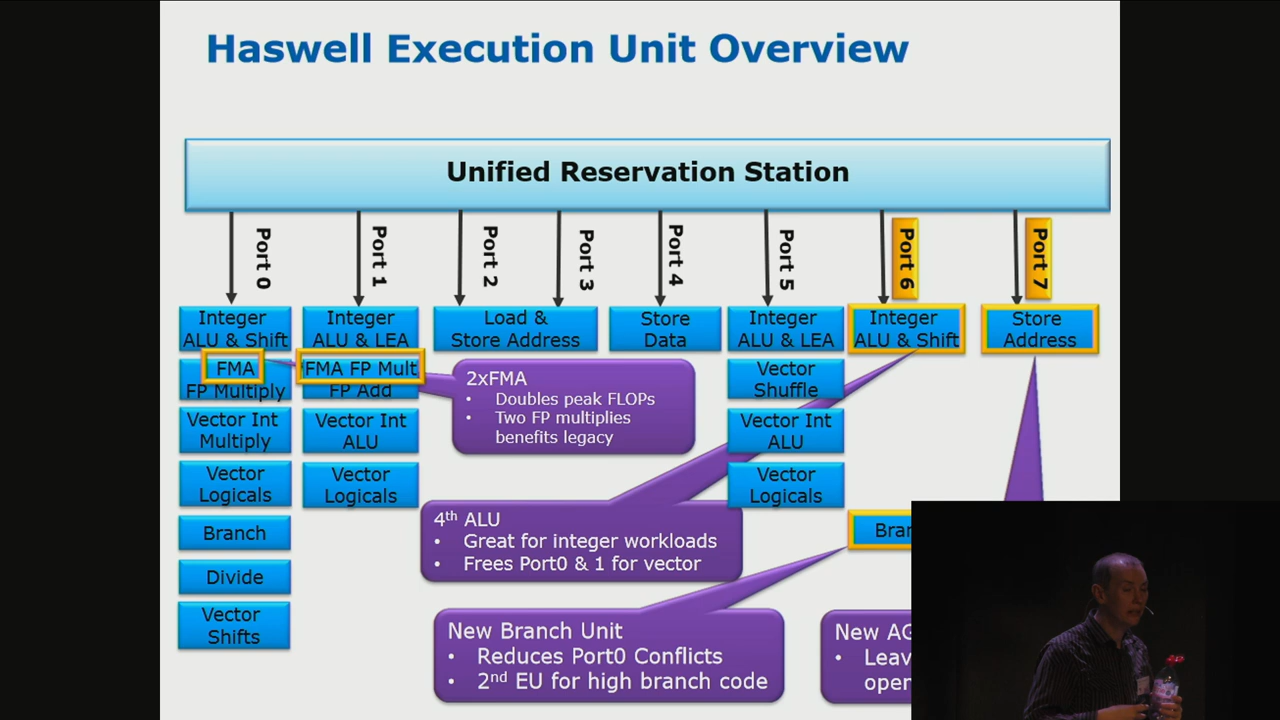 Haswell Execution Unit Overview
Unified Reservation Station
Port 0
Port 1
Port 2
Port 3
Port 4
Port 5
Port 6
Port 7
Integer
ALU & Shift
Integer
ALU & LEA
Load &
Store Address
Store
Data
Integer
ALU & LEA
Integer
ALU & Shift
Store
Address
FMA
FP Multiply
FMA FP Mult
FP Add
2xFMA
• Doubles peak FLOPs
• Two FP multiplies
benefits legacy
Vector
Shuffle
Vector Int
Multiply
Vector Int
ALU
Vector Int
ALU
Vector
Logicals
Vector
Logicals
Vector
Logicals
4th ALU
• Great for integer workloads
• Frees Port0 & 1 for vector
Branch
Divide
Vector
Shifts
New Branch Unit
• Reduces Port0 Conflicts
• 2nd EU for high branch code
New
•